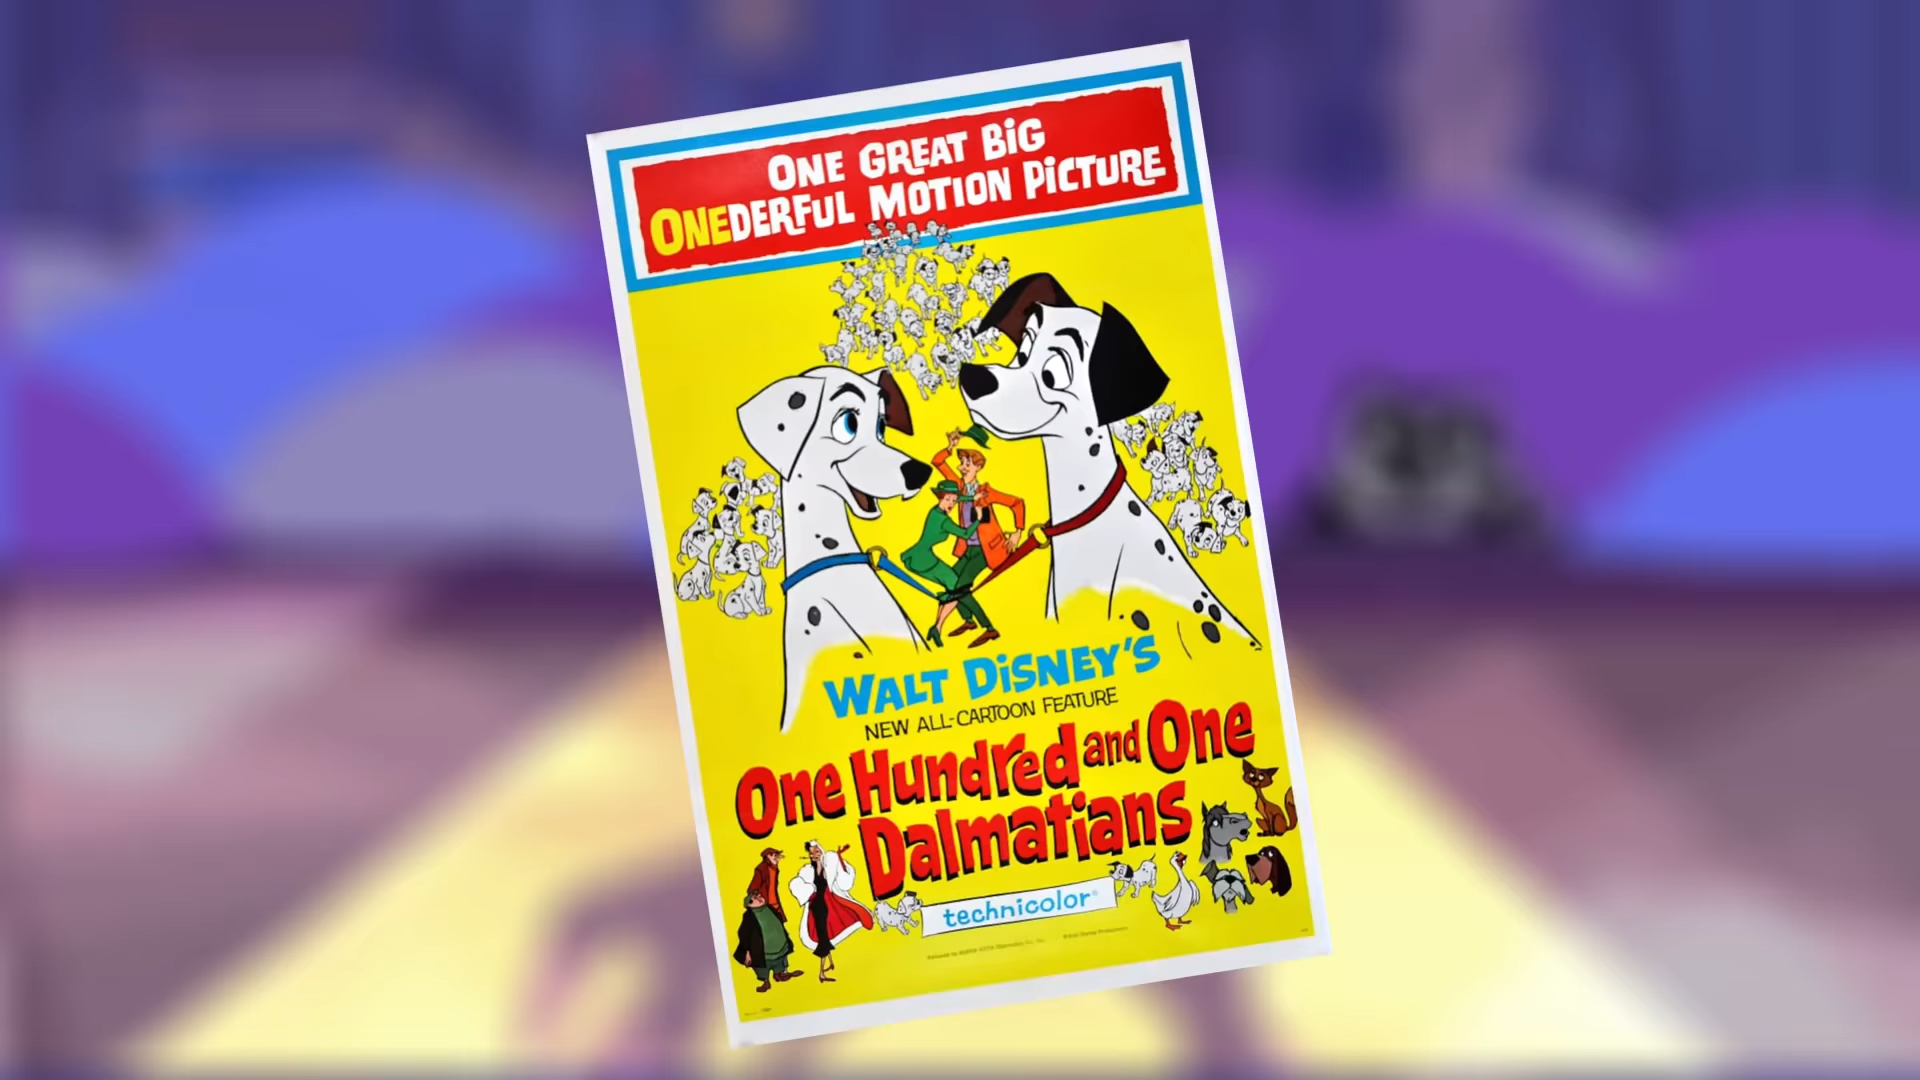 ONE GREAT BIG
ONEDERFUL MOTION PICTURE
WALT DISNEY'S
NEW ALL-CARTOON FEATURE
One Hundred and One
Dalmatians
technicolor®